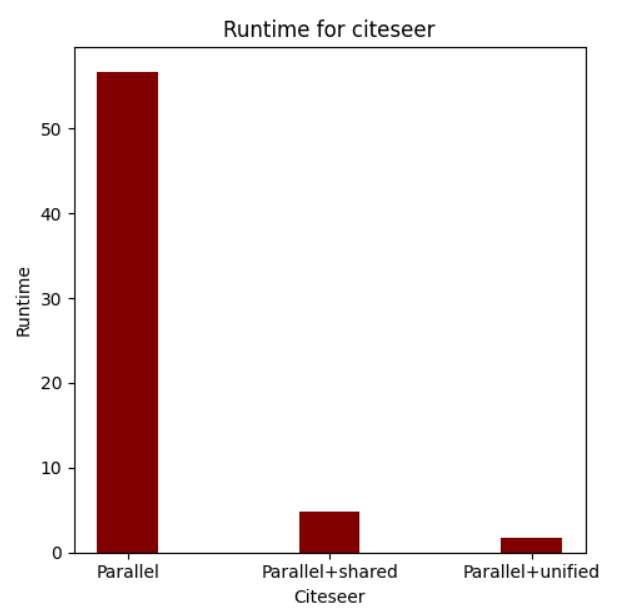 Runtime for citeseer
50
40
30
20
10
0
Runtime
Parallel
Parallel+shared
Parallel+unified
Citeseer